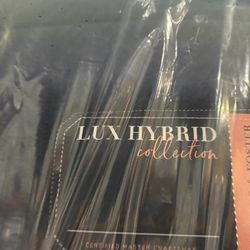 LUX HYBRID
collection
CERTIFIED MASTER CRAFTSMAN